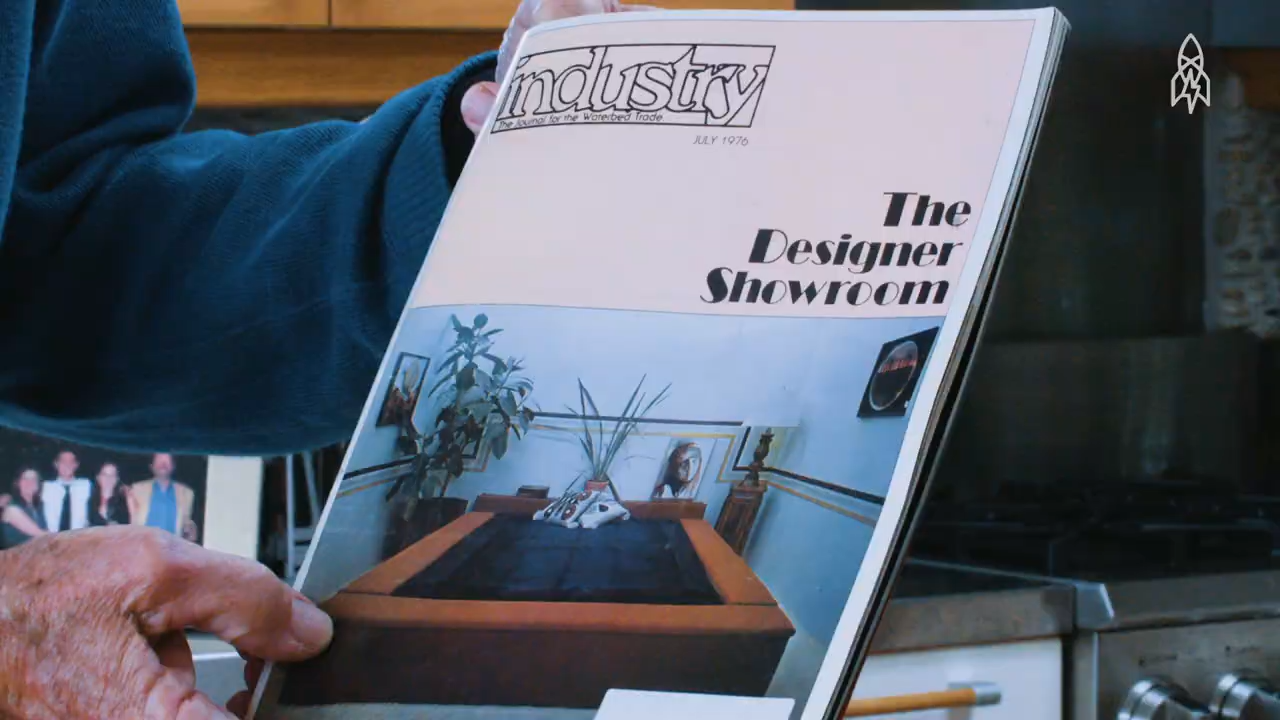 industry
The Journal for the Waterbed Trade
JULY 1976
The
Designer
Showroom